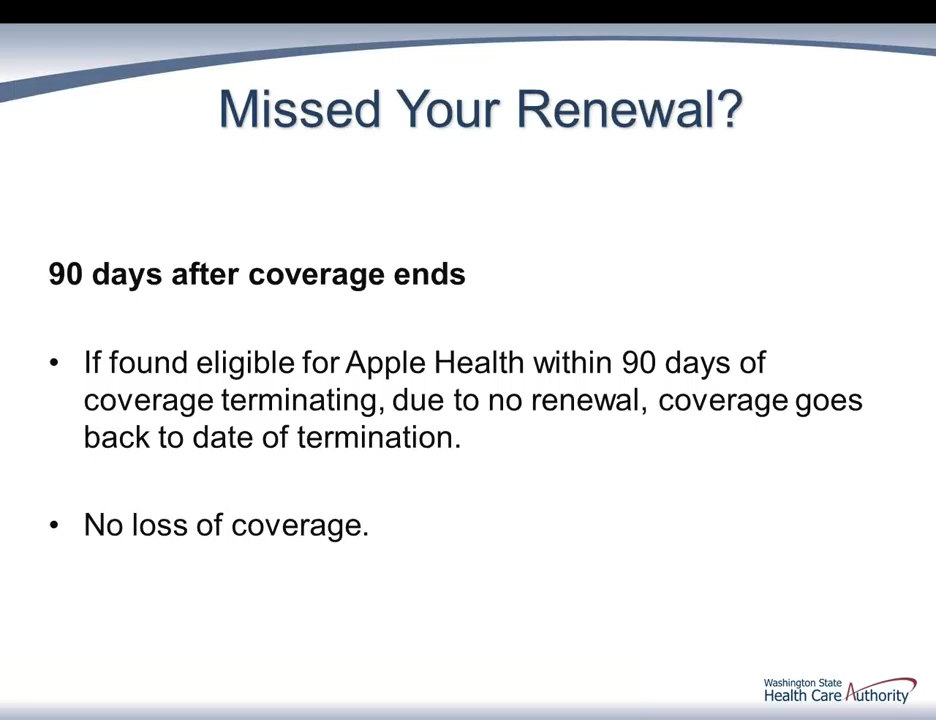 Missed Your Renewal?
90 days after coverage ends
• If found eligible for Apple Health within 90 days of
coverage terminating, due to no renewal, coverage goes
back to date of termination.
• No loss of coverage.
Washington State
Health Care Authority